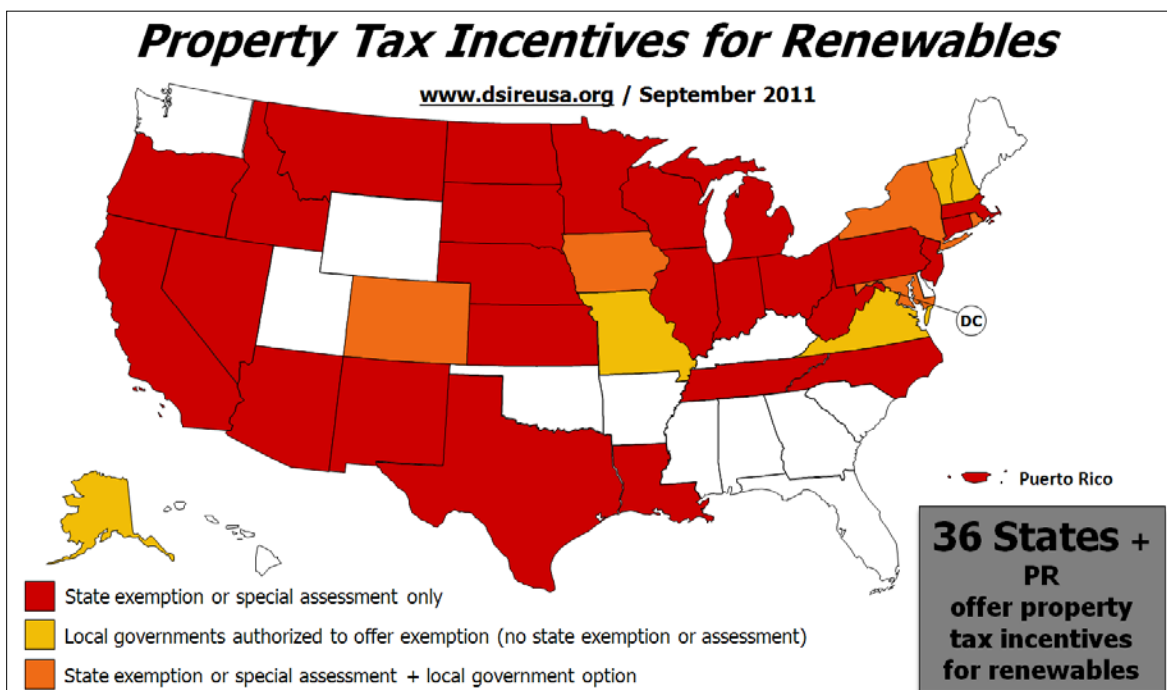 Property Tax Incentives for Renewables
www.dsireusa.org / September 2011
DC
Puerto Rico
36 States +
PR
offer property
tax incentives
for renewables
State exemption or special assessment only
Local governments authorized to offer exemption (no state exemption or assessment)
State exemption or special assessment + local government option